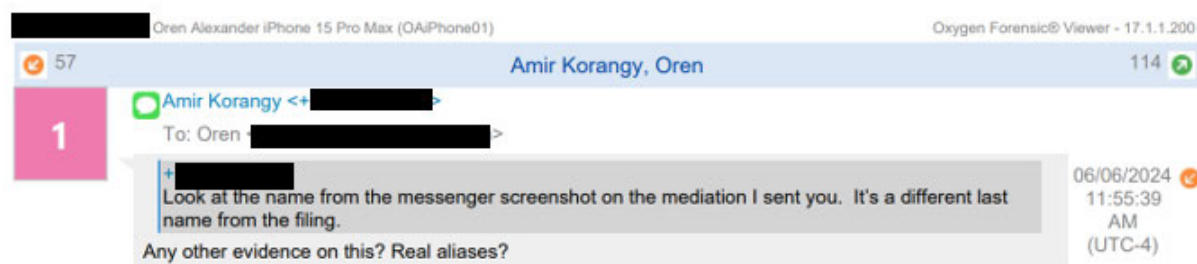 Oren Alexander iPhone 15 Pro Max (OAiPhone01) Oxygen Forensic® Viewer - 17.1.1.200
57 Amir Korangy, Oren 114
1
Amir Korangy <+ >
To: Oren < >
+
Look at the name from the messenger screenshot on the mediation I sent you. It's a different last
name from the filing.
Any other evidence on this? Real aliases?
06/06/2024
11:55:39
AM
(UTC-4)